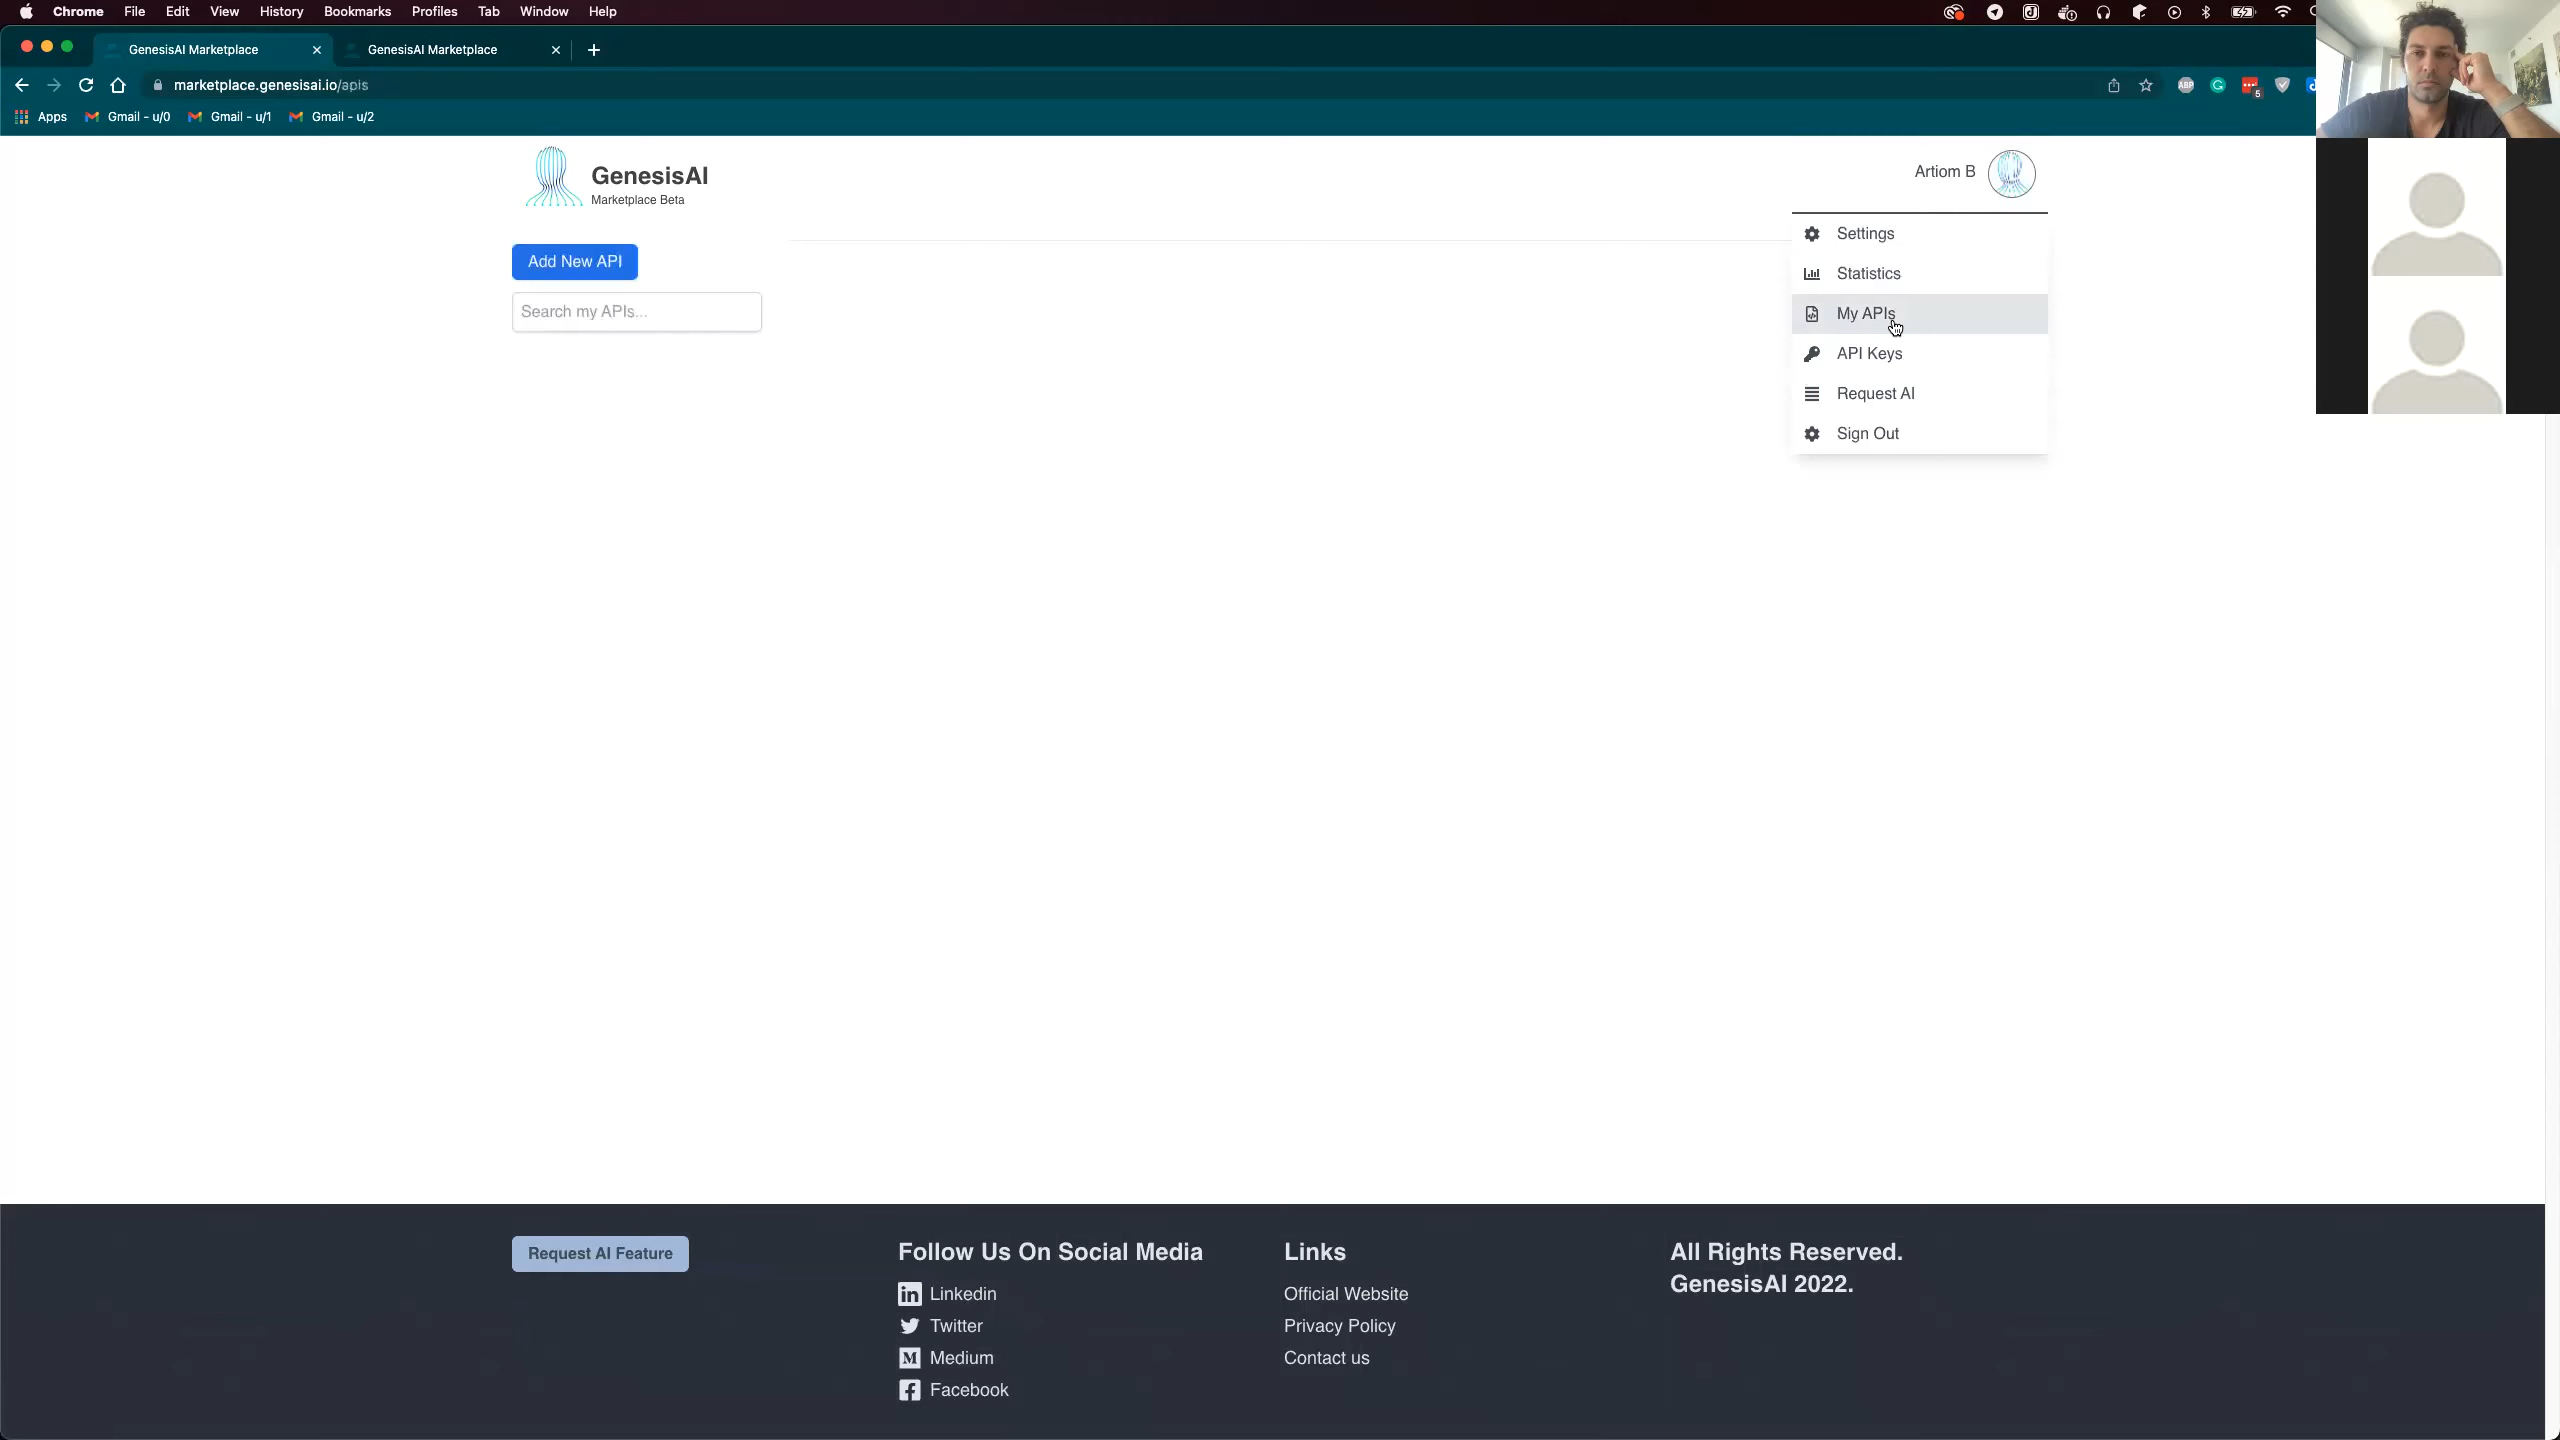 Chrome File Edit View History Bookmarks Profiles Tab Window Help
GenesisAI Marketplace
GenesisAI Marketplace
marketplace.genesisai.io/apis
ABP
5
Apps
Gmail - u/0
Gmail - u/1
Gmail - u/2
GenesisAI
Marketplace Beta
Artiom B
Settings
Statistics
My APIs
API Keys
Request AI
Sign Out
Add New API
Search my APIs...
Request AI Feature
Follow Us On Social Media
Linkedin
Twitter
Medium
Facebook
Links
Official Website
Privacy Policy
Contact us
All Rights Reserved.
GenesisAI 2022.